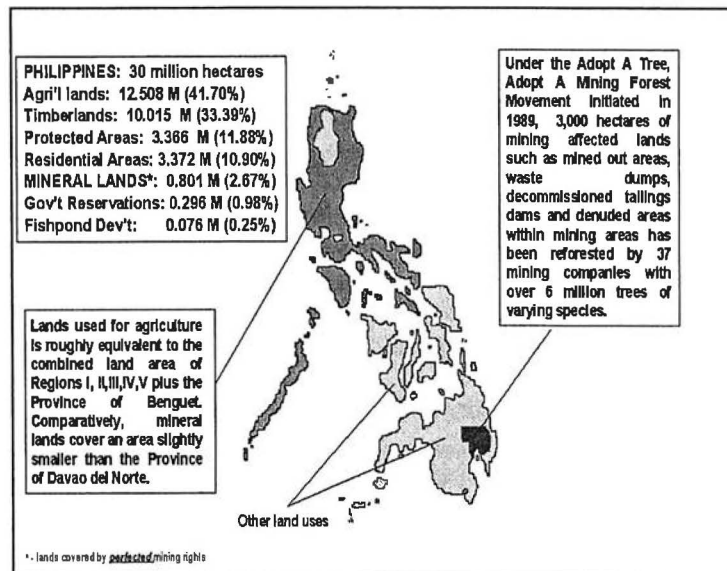 PHILIPPINES: 30 million hectares
Agri'l lands: 12.508 M (41.70%)
Timberlands: 10.015 M (33.39%)
Protected Areas: 3.366 M (11.88%)
Residential Areas: 3.372 M (10.90%)
MINERAL LANDS*: 0.801 M (2.67%)
Gov't Reservations: 0.296 M (0.98%)
Fishpond Dev't: 0.076 M (0.25%)
Lands used for agriculture
is roughly equivalent to the
combined land area of
Regions I, II,III,IV,V plus the
Province of Benguet.
Comparatively, mineral
lands cover an area slightly
smaller than the Province
of Davao del Norte.
Under the Adopt A Tree,
Adopt A Mining Forest
Movement initiated in
1989, 3,000 hectares of
mining affected lands
such as mined out areas,
waste dumps,
decommissioned tailings
dams and denuded areas
within mining areas has
been reforested by 37
mining companies with
over 6 million trees of
varying species.
Other land uses
* - lands covered by perfected mining rights